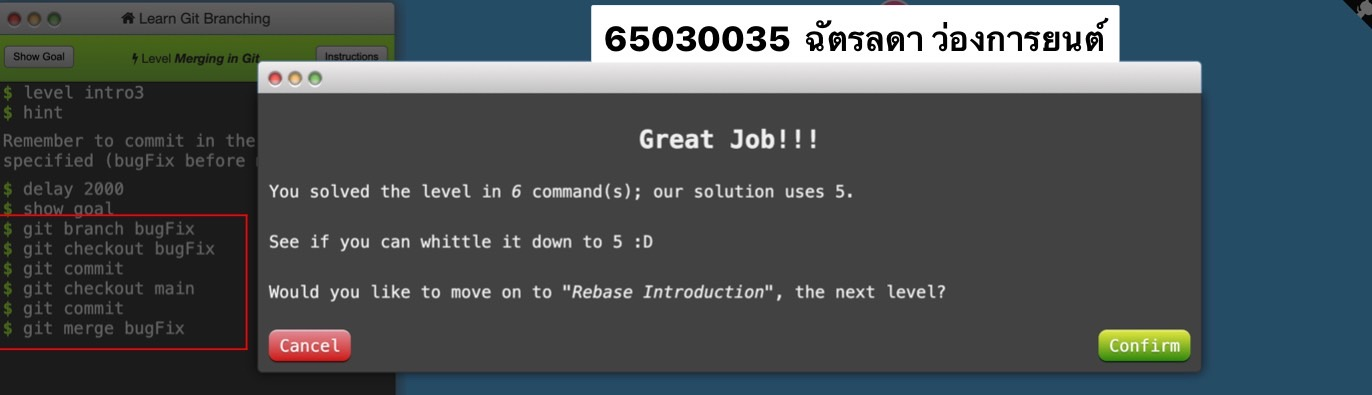 Learn Git Branching
65030035 ฉัตรลดา ว่องการยนต์
Show Goal
Level Merging in Git
Instructions
$ level intro3
$ hint
Remember to commit in the
specified (bugFix before
$ delay 2000
$ show goal
$ git branch bugFix
$ git checkout bugFix
$ git commit
$ git checkout main
$ git commit
$ git merge bugFix
Great Job!!!
You solved the level in 6 command(s); our solution uses 5.
See if you can whittle it down to 5 :D
Would you like to move on to "Rebase Introduction", the next level?
Cancel
Confirm